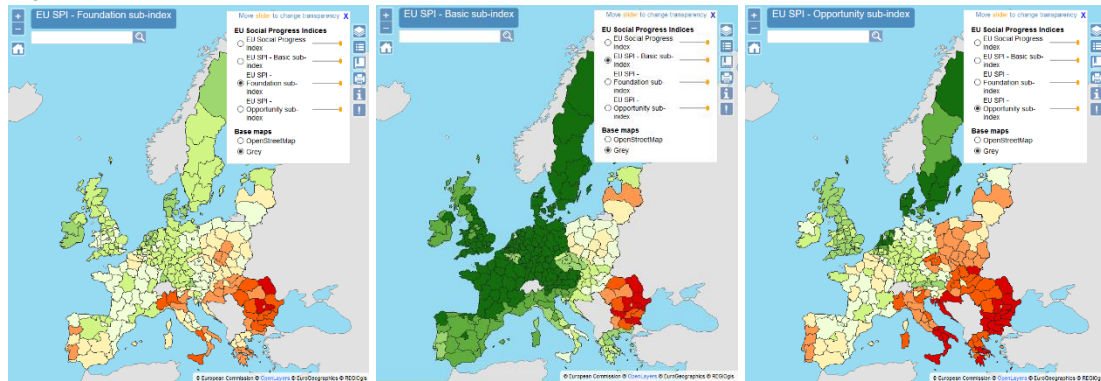 EU SPI - Foundation sub-index
Move slider to change transparency X
EU Social Progress Indices
EU Social Progress
Index
EU SPI - Basic sub-
index
EU SPI -
Foundation sub-
index
EU SPI -
Opportunity sub-
index
Base maps
OpenStreetMap
Grey
© European Commission © OpenLayers © EuroGeographics © REGIOgis
EU SPI - Basic sub-index
Move slider to change transparency X
EU Social Progress Indices
EU Social Progress
Index
EU SPI - Basic sub-
index
EU SPI -
Foundation sub-
index
EU SPI -
Opportunity sub-
index
Base maps
OpenStreetMap
Grey
© European Commission © OpenLayers © EuroGeographics © REGIOgis
EU SPI - Opportunity sub-index
Move slider to change transparency X
EU Social Progress Indices
EU Social Progress
Index
EU SPI - Basic sub-
index
EU SPI -
Foundation sub-
index
EU SPI -
Opportunity sub-
index
Base maps
OpenStreetMap
Grey
© European Commission © OpenLayers © EuroGeographics © REGIOgis